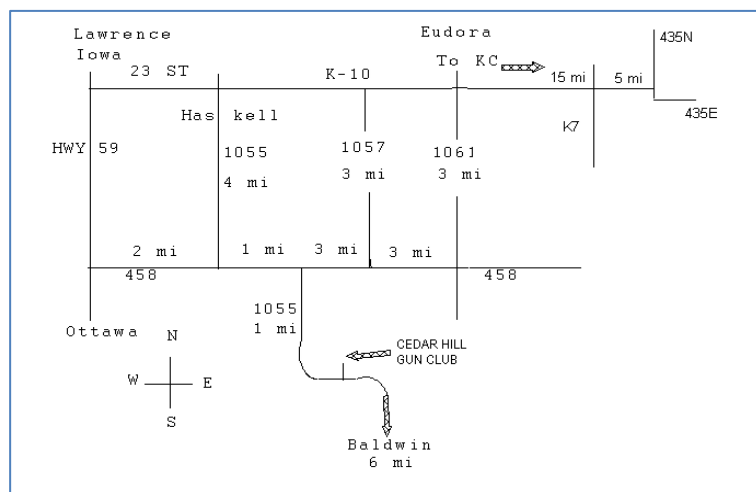 Lawrence
Iowa
23 ST
K-10
Eudora
To KC
15 mi
5 mi
435N
435E
K7
Has kell
HWY 59
1055
4 mi
1057
3 mi
1061
3 mi
2 mi
1 mi
3 mi
3 mi
458
458
1055
1 mi
Ottawa
N
W
E
S
CEDAR HILL
GUN CLUB
Baldwin
6 mi